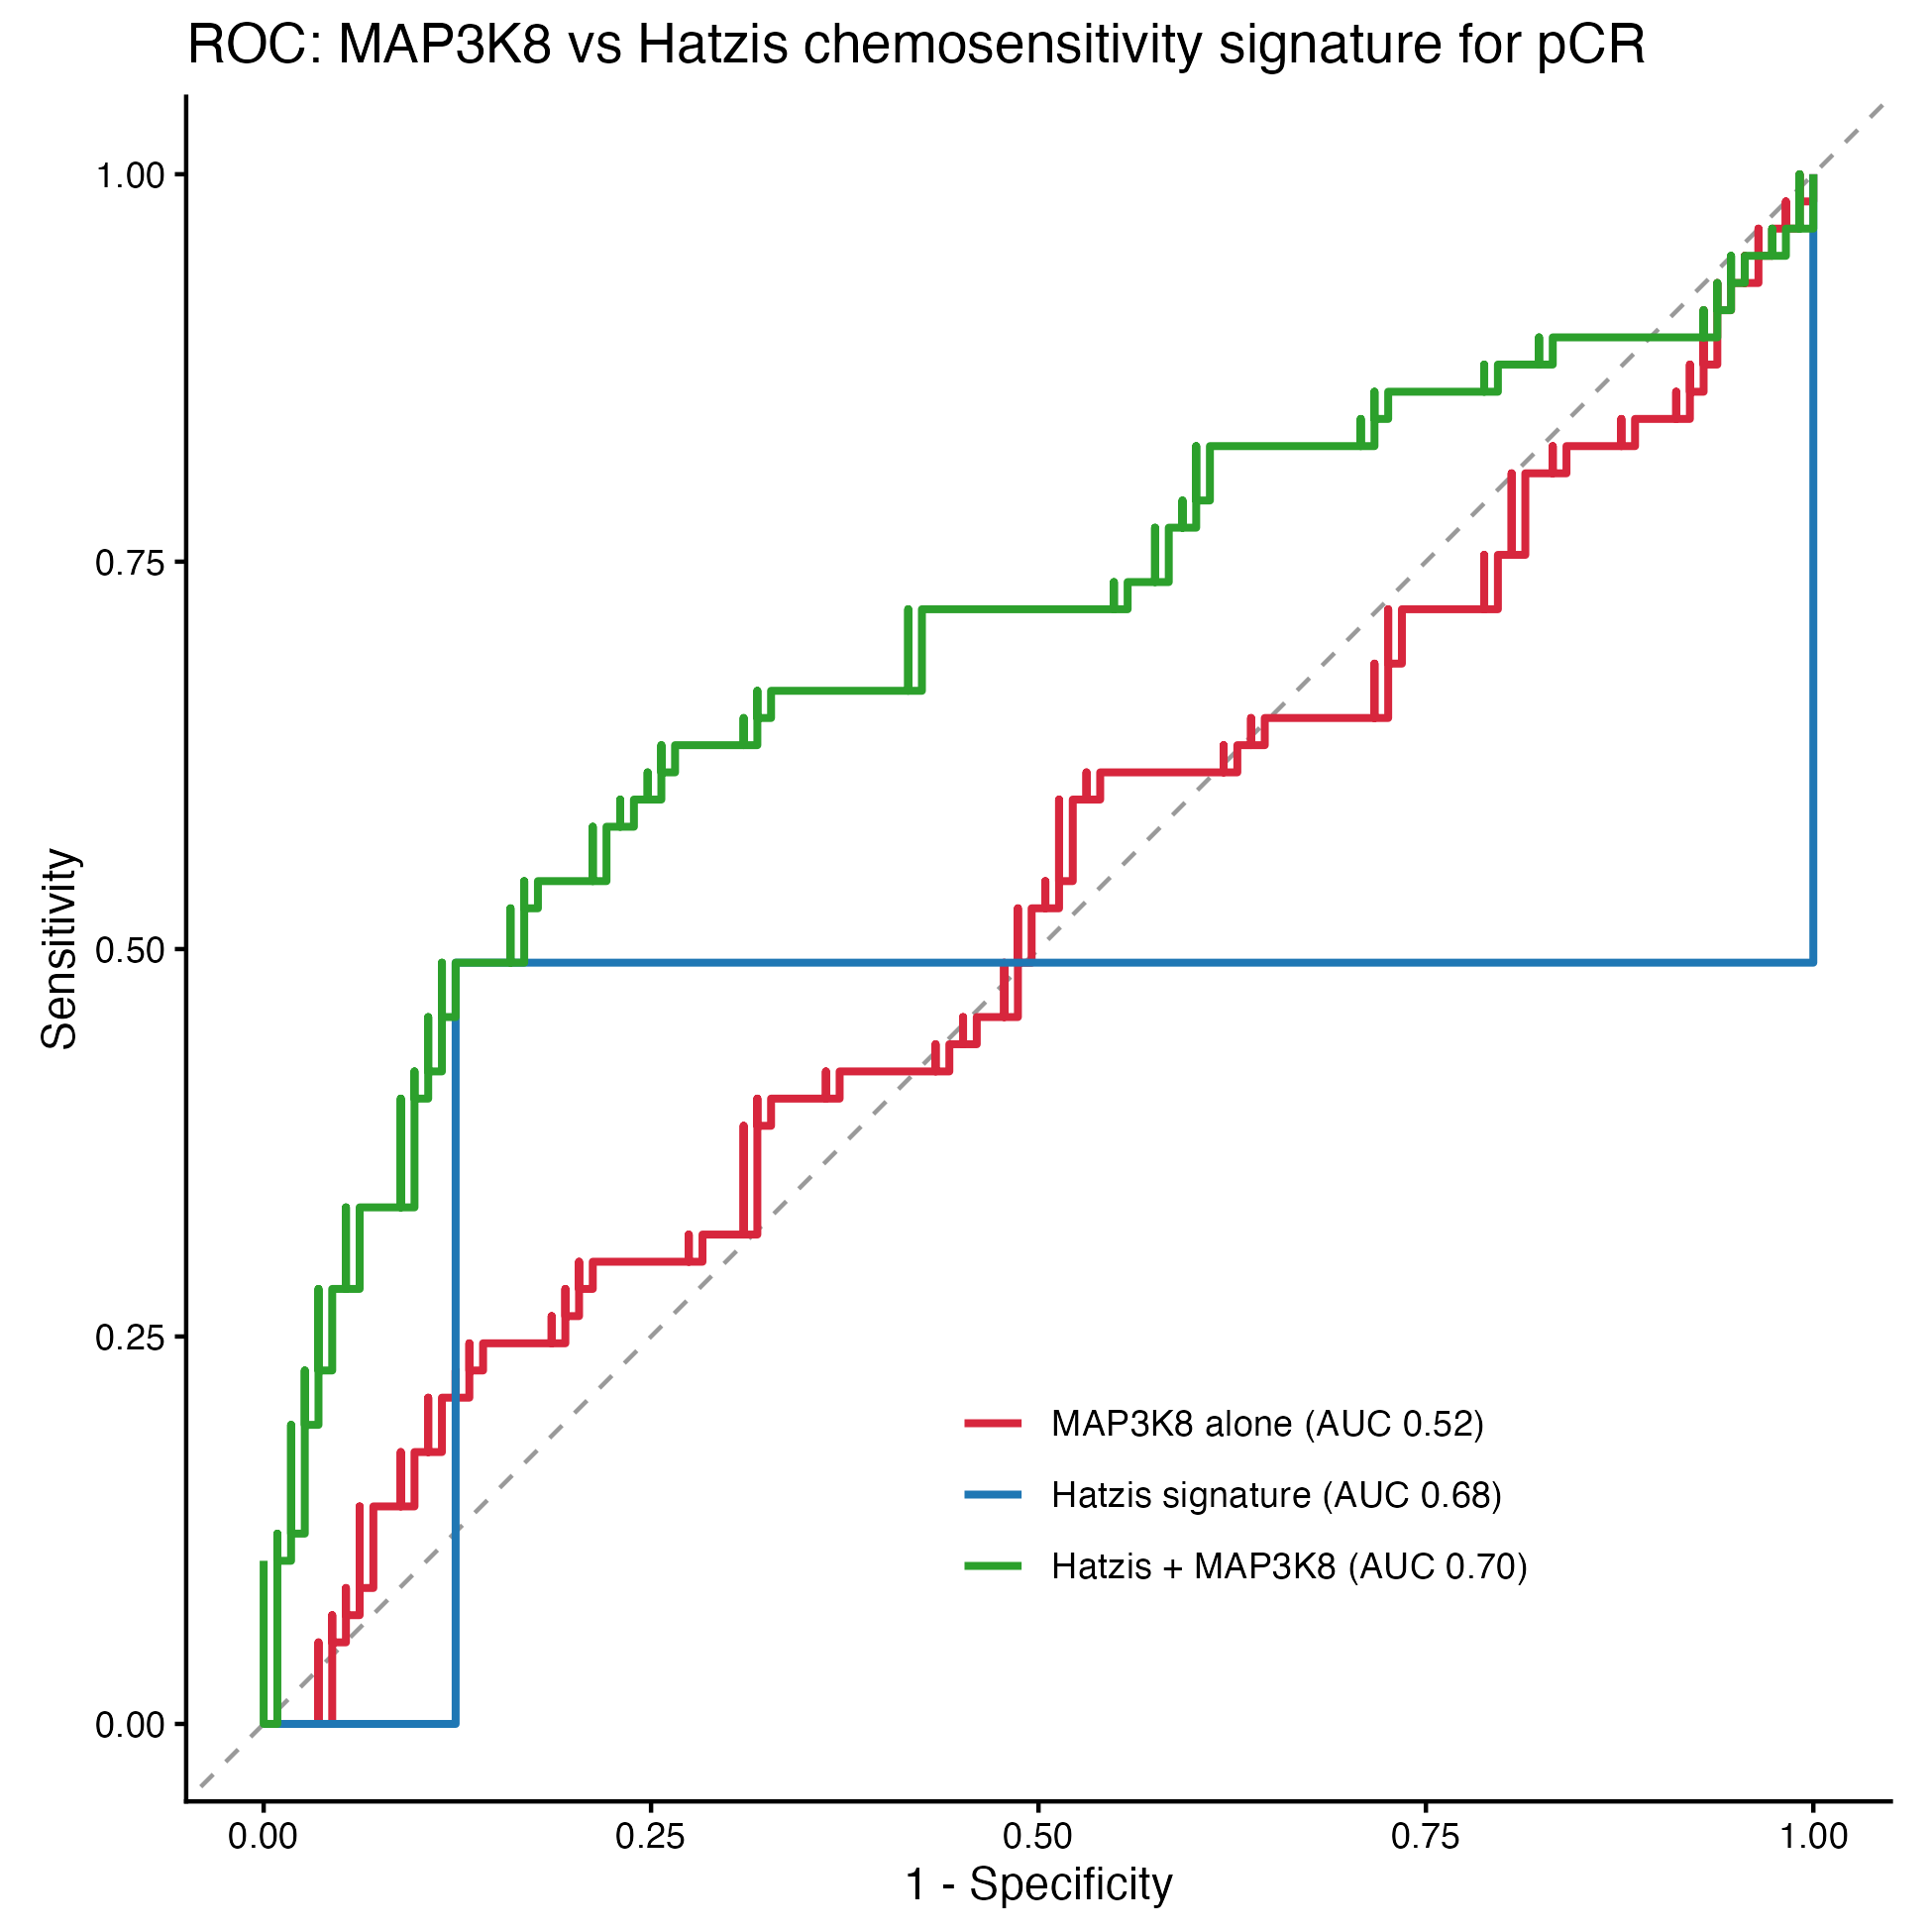 ROC: MAP3K8 vs Hatzis chemosensitivity signature for pCR
Sensitivity
1.00
0.75
0.50
0.25
0.00
MAP3K8 alone (AUC 0.52)
Hatzis signature (AUC 0.68)
Hatzis + MAP3K8 (AUC 0.70)
0.00 0.25 0.50 0.75 1.00
1 - Specificity